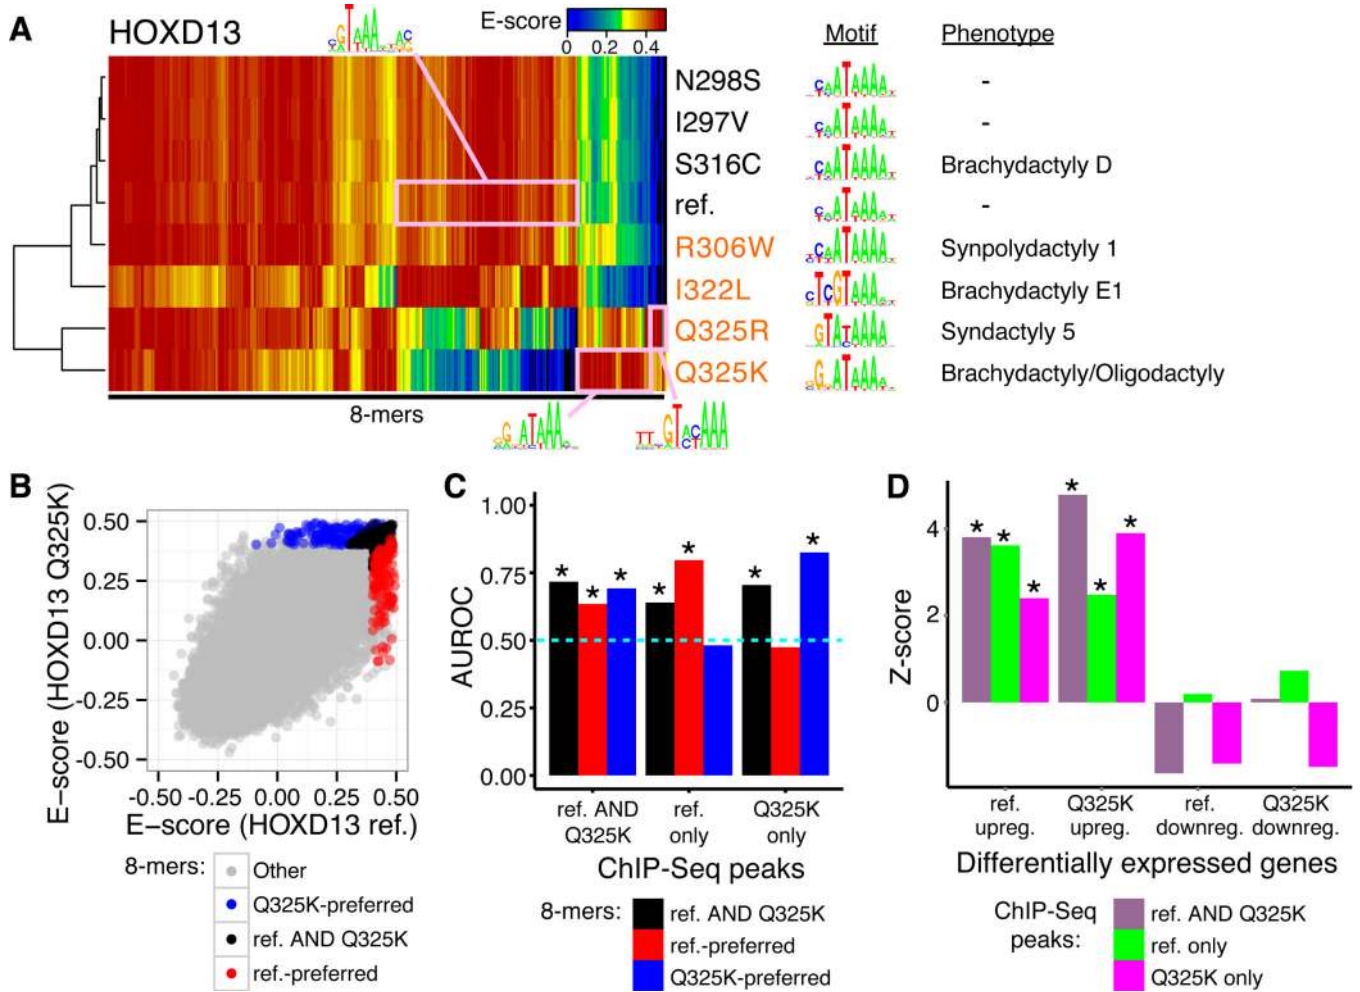 A
HOXD13
E-score
0 0.2 0.4
Motif
Phenotype
N298S
-
I297V
-
S316C
Brachydactyly D
ref.
-
R306W
Synpolydactyly 1
I322L
Brachydactyly E1
Q325R
Syndactyly 5
Q325K
Brachydactyly/Oligodactyly
8-mers
B
E-score (HOXD13 Q325K)
0.50
0.25
0.00
-0.25
-0.50
-0.50 -0.25 0.00 0.25 0.50
E-score (HOXD13 ref.)
8-mers:
Other
Q325K-preferred
ref. AND Q325K
ref.-preferred
C
AUROC
1.00
0.75
0.50
0.25
0.00
* * * * * * *
ref. AND Q325K
ref. only
Q325K only
ChIP-Seq peaks
8-mers:
ref. AND Q325K
ref.-preferred
Q325K-preferred
D
Z-score
4
2
0
* * * * * *
ref. upreg.
Q325K upreg.
ref. downreg.
Q325K downreg.
Differentially expressed genes
ChIP-Seq peaks:
ref. AND Q325K
ref. only
Q325K only